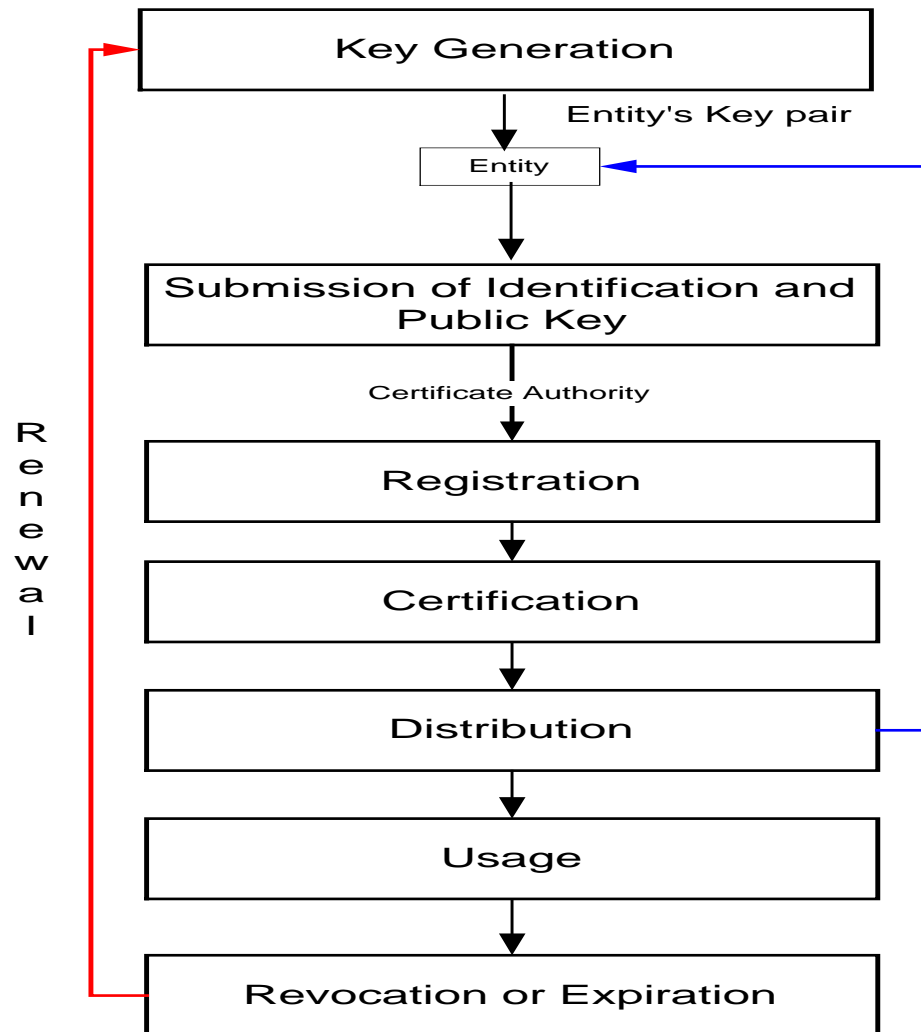 Key Generation
Entity's Key pair
Entity
Submission of Identification and
Public Key
Certificate Authority
Registration
Certification
Distribution
Usage
Revocation or Expiration
Renewal